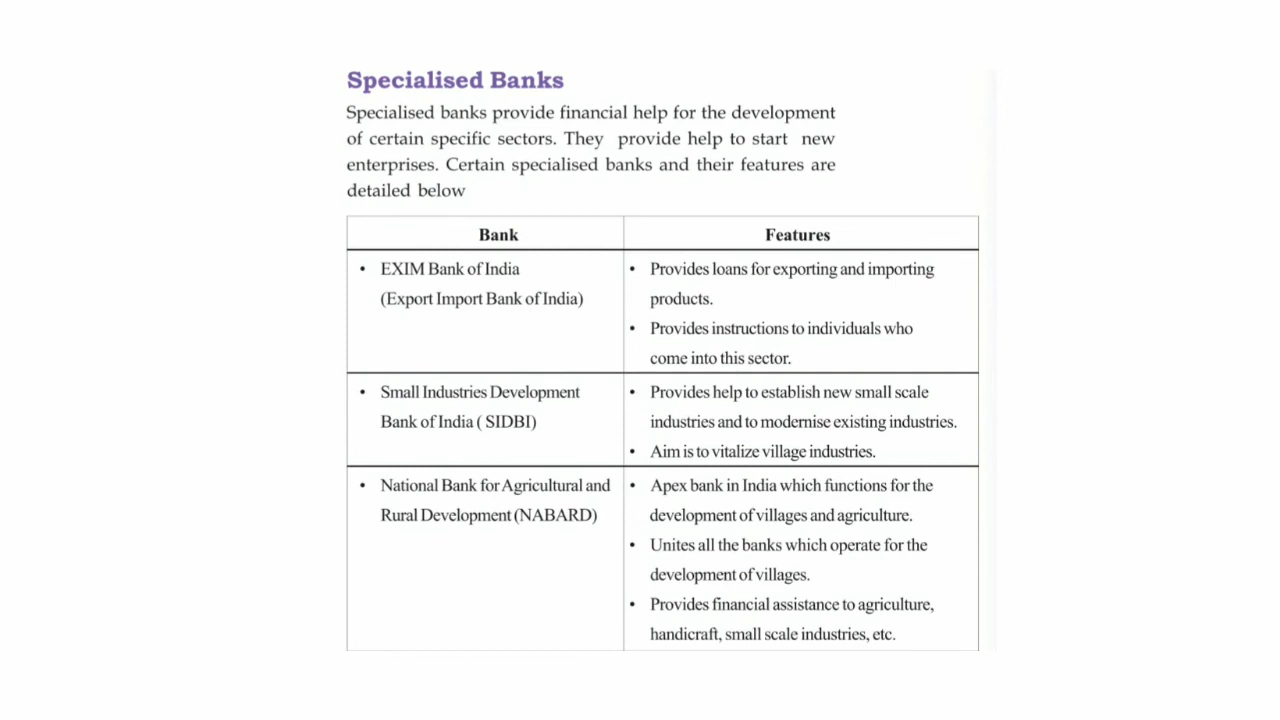 Specialised Banks
Specialised banks provide financial help for the development
of certain specific sectors. They provide help to start new
enterprises. Certain specialised banks and their features are
detailed below
Bank
Features
• EXIM Bank of India
(Export Import Bank of India)
• Provides loans for exporting and importing
products.
• Provides instructions to individuals who
come into this sector.
• Small Industries Development
Bank of India ( SIDBI)
• Provides help to establish new small scale
industries and to modernise existing industries.
• Aim is to vitalize village industries.
• National Bank for Agricultural and
Rural Development (NABARD)
• Apex bank in India which functions for the
development of villages and agriculture.
• Unites all the banks which operate for the
development of villages.
• Provides financial assistance to agriculture,
handicraft, small scale industries, etc.